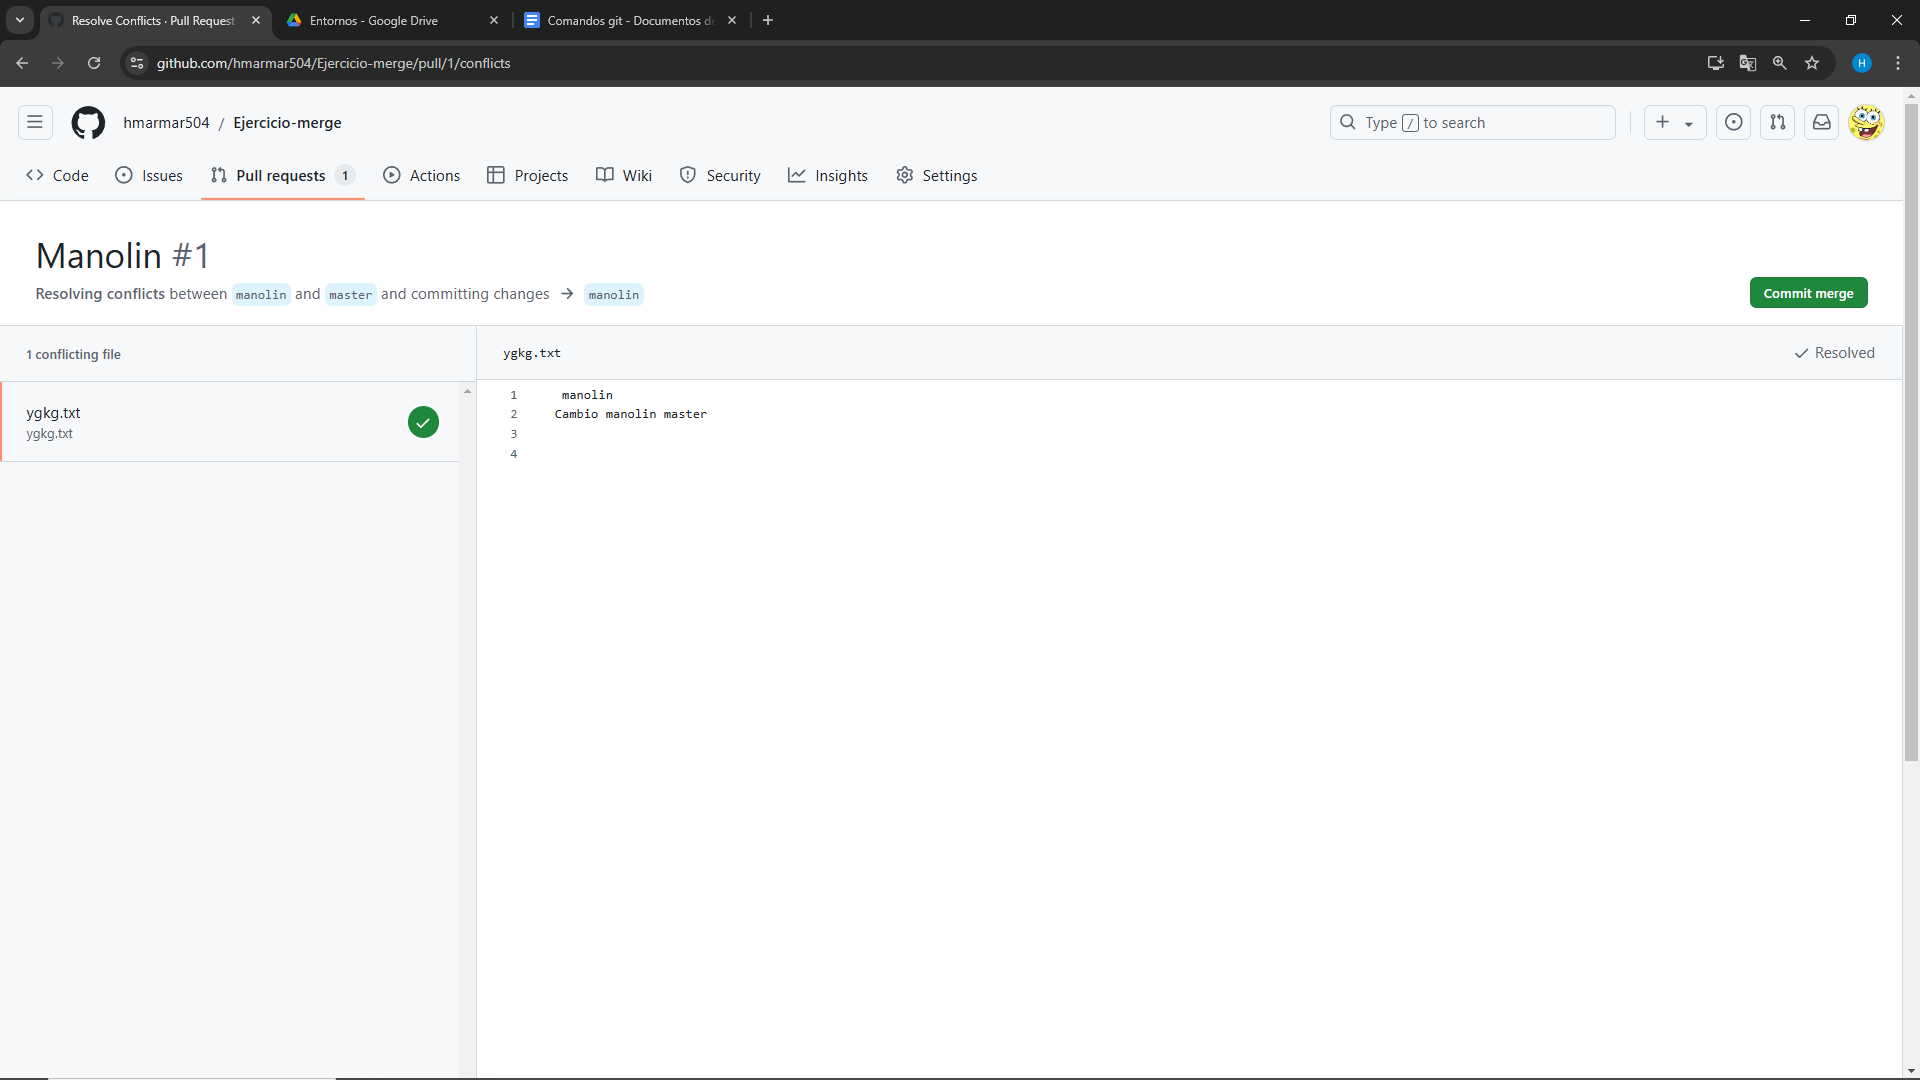 Resolve Conflicts · Pull Request
Entornos - Google Drive
Comandos git - Documentos de
github.com/hmarmar504/Ejercicio-merge/pull/1/conflicts
H
hmarmar504 / Ejercicio-merge
Type / to search
Code
Issues
Pull requests 1
Actions
Projects
Wiki
Security
Insights
Settings
Manolin #1
Resolving conflicts between manolin and master and committing changes → manolin
Commit merge
1 conflicting file
ygkg.txt
Resolved
ygkg.txt
ygkg.txt
1 manolin
2 Cambio manolin master
3
4